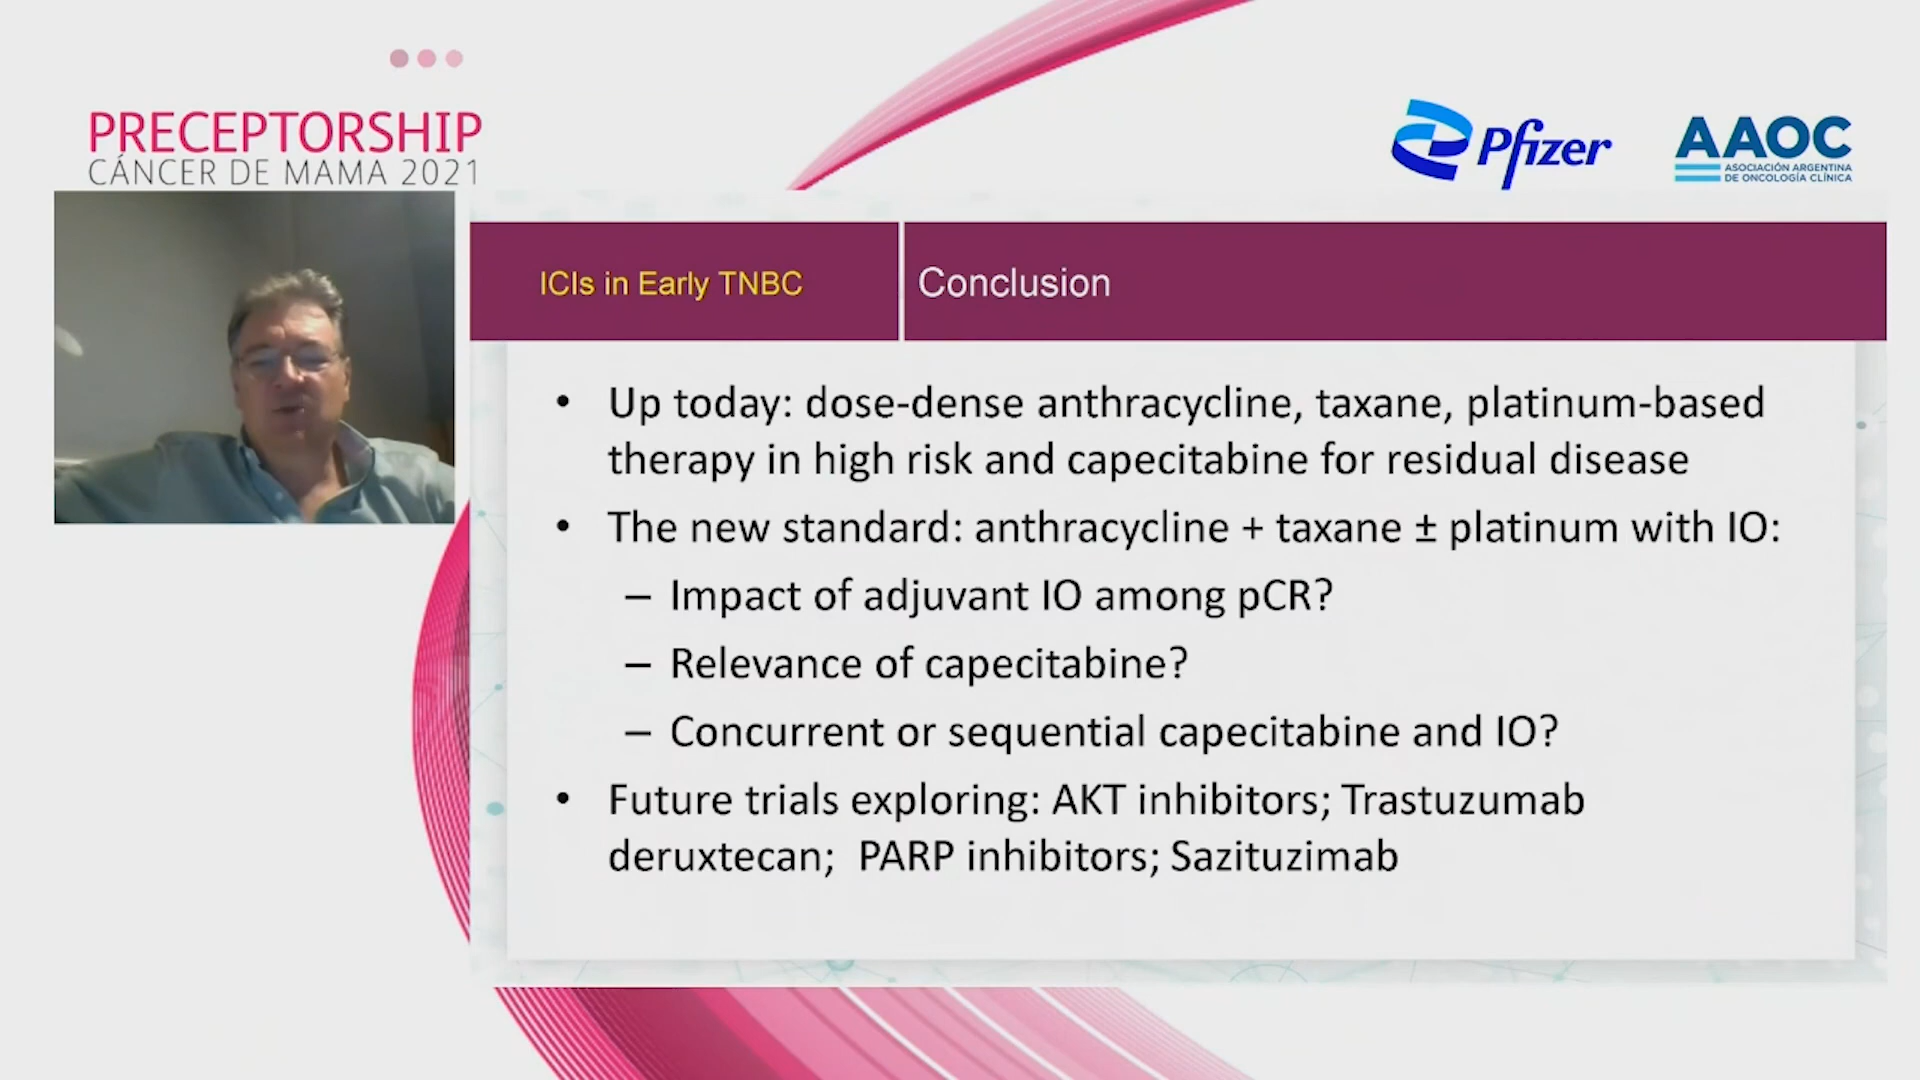 PRECEPTORSHIP
CÁNCER DE MAMA 2021
Pfizer
AAOC
ASOCIACIÓN ARGENTINA
DE ONCOLOGÍA CLÍNICA
ICIs in Early TNBC
Conclusion
• Up today: dose-dense anthracycline, taxane, platinum-based
therapy in high risk and capecitabine for residual disease
• The new standard: anthracycline + taxane ± platinum with IO:
– Impact of adjuvant IO among pCR?
– Relevance of capecitabine?
– Concurrent or sequential capecitabine and IO?
• Future trials exploring: AKT inhibitors; Trastuzumab
deruxtecan; PARP inhibitors; Sazituzimab